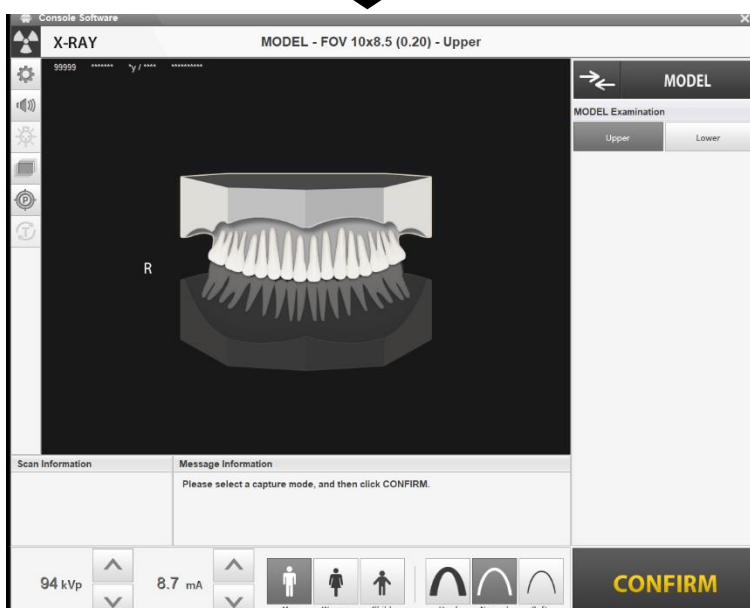 Console Software
X-RAY
MODEL - FOV 10x8.5 (0.20) - Upper
99999 ******* *y / **** **********
MODEL
MODEL Examination
Upper Lower
P
T
R
Scan Information
Message Information
Please select a capture mode, and then click CONFIRM.
94 kVp
8.7 mA
CONFIRM